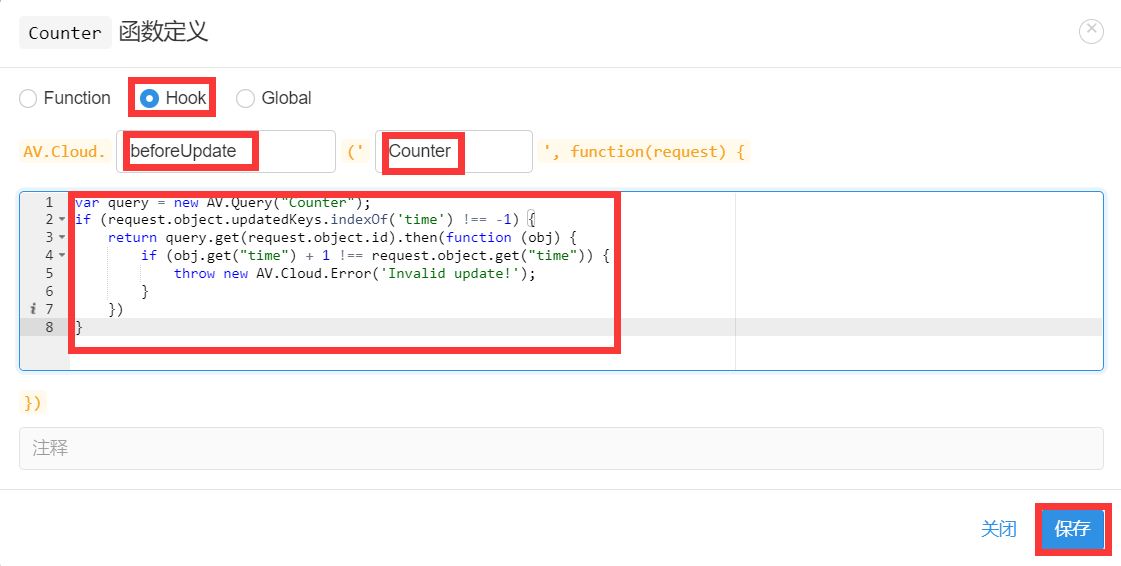 Counter 函数定义
Function Hook Global
AV.Cloud. beforeUpdate (' Counter ', function(request) {
1 var query = new AV.Query("Counter");
2 if (request.object.updatedKeys.indexOf('time') !== -1) {
3 return query.get(request.object.id).then(function (obj) {
4 if (obj.get("time") + 1 !== request.object.get("time")) {
5 throw new AV.Cloud.Error('Invalid update!');
6 }
i 7 })
8 }
})
注释
关闭 保存